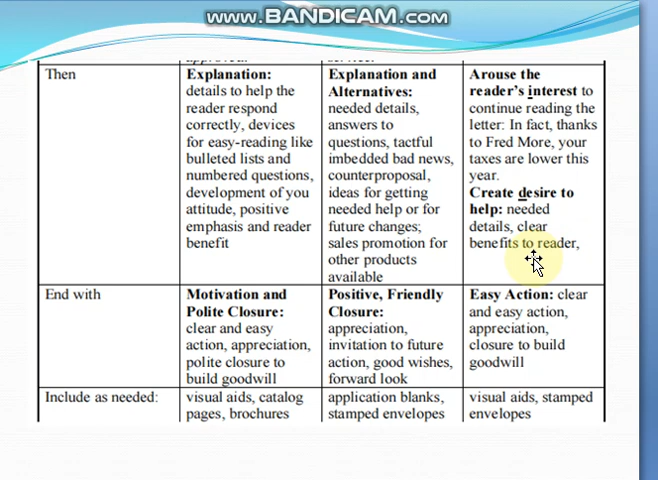 www.BANDICAM.com
Then
Explanation:
details to help the
reader respond
correctly, devices
for easy-reading like
bulleted lists and
numbered questions,
development of you
attitude, positive
emphasis and reader
benefit
Explanation and
Alternatives:
needed details,
answers to
questions, tactful
imbedded bad news,
counterproposal,
ideas for getting
needed help or for
future changes;
sales promotion for
other products
available
Arouse the
reader's interest to
continue reading the
letter: In fact, thanks
to Fred More, your
taxes are lower this
year.
Create desire to
help: needed
details, clear
benefits to reader,
End with
Motivation and
Polite Closure:
clear and easy
action, appreciation,
polite closure to
build goodwill
Positive, Friendly
Closure:
appreciation,
invitation to future
action, good wishes,
forward look
Easy Action: clear
and easy action,
appreciation,
closure to build
goodwill
Include as needed:
visual aids, catalog
pages, brochures
application blanks,
stamped envelopes
visual aids, stamped
envelopes